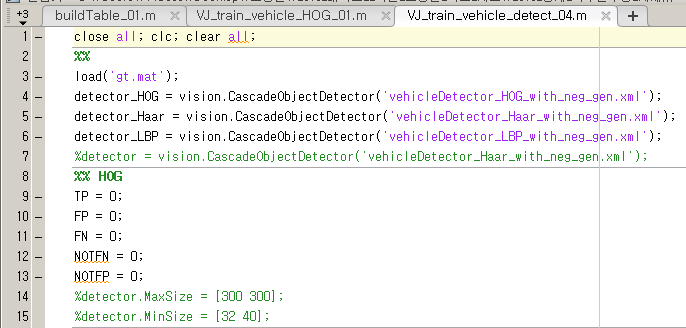 +3 buildTable_01.m VJ_train_vehicle_HOG_01 VJ_train_vehicle_detect_04.m
1 – close all; clc; clear all;
2 %%
3 – load('gt.mat');
4 – detector_HOG = vision.CascadeObjectDetector('vehicleDetector_HOG_with_neg_gen.xml');
5 – detector_Haar = vision.CascadeObjectDetector('vehicleDetector_Haar_with_neg_gen.xml');
6 – detector_LBP = vision.CascadeObjectDetector('vehicleDetector_LBP_with_neg_gen.xml');
7 %detector = vision.CascadeObjectDetector('vehicleDetector_Haar_with_neg_gen.xml');
8 %% HOG
9 – TP = 0;
10 – FP = 0;
11 – FN = 0;
12 – NOTFN = 0;
13 – NOTFP = 0;
14 %detector.MaxSize = [300 300];
15 %detector.MinSize = [32 40];